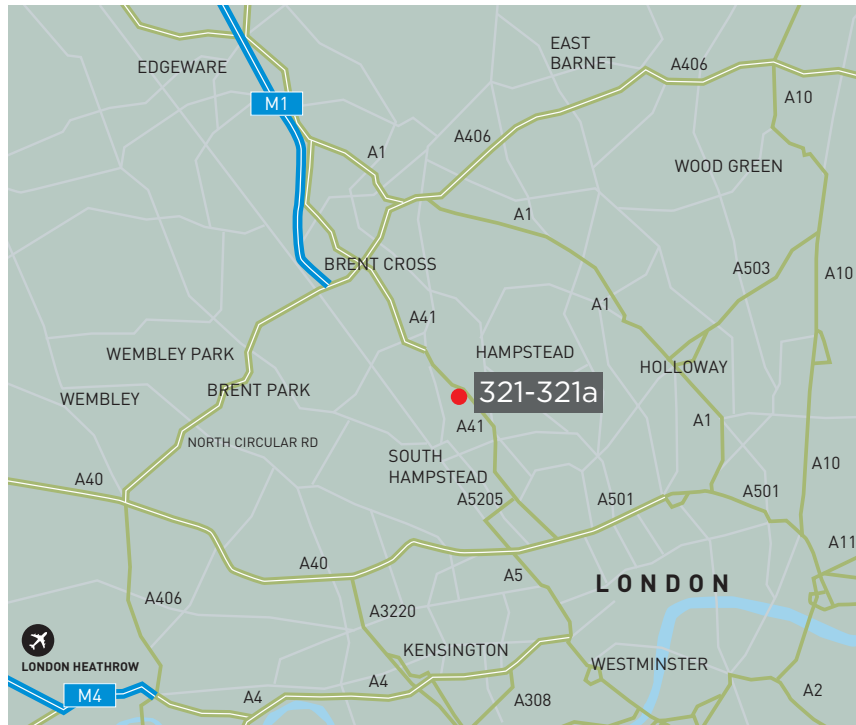 EDGEWARE
EAST
BARNET
A406
M1
A10
A1
A406
WOOD GREEN
A1
BRENT CROSS
A503
A10
A1
A41
WEMBLEY PARK
HAMPSTEAD
HOLLOWAY
BRENT PARK
WEMBLEY
321-321a
A41
A1
NORTH CIRCULAR RD
SOUTH
HAMPSTEAD
A10
A40
A5205
A501
A501
A11
A40
A5
LONDON
A406
A3220
KENSINGTON
LONDON HEATHROW
WESTMINSTER
M4
A4
A4
A308
A2